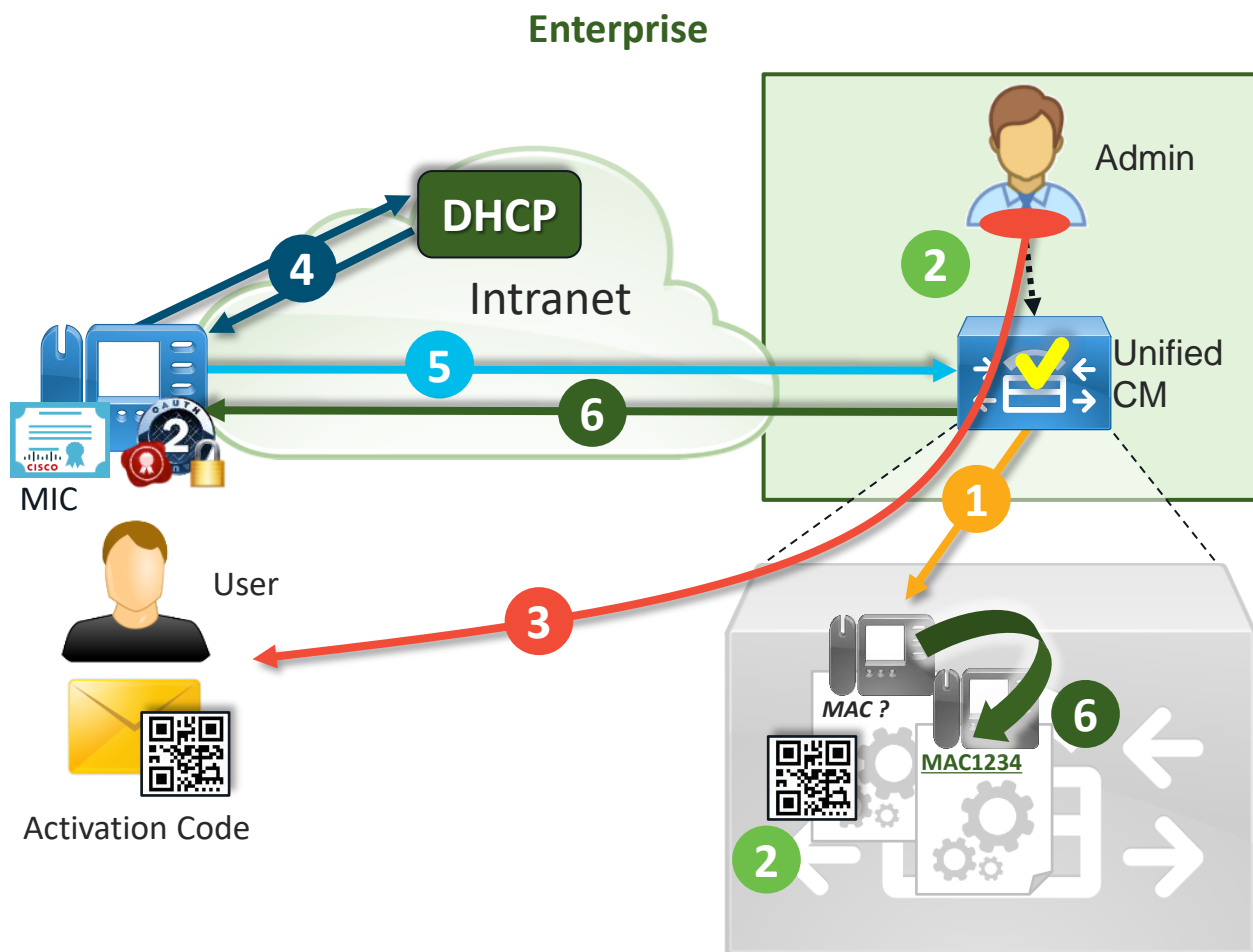 Enterprise
Admin
DHCP
2
4
Intranet
Unified
CM
5
6
OAUTH
2
CISCO
MIC
1
User
3
MAC ?
6
MAC1234
Activation Code
2